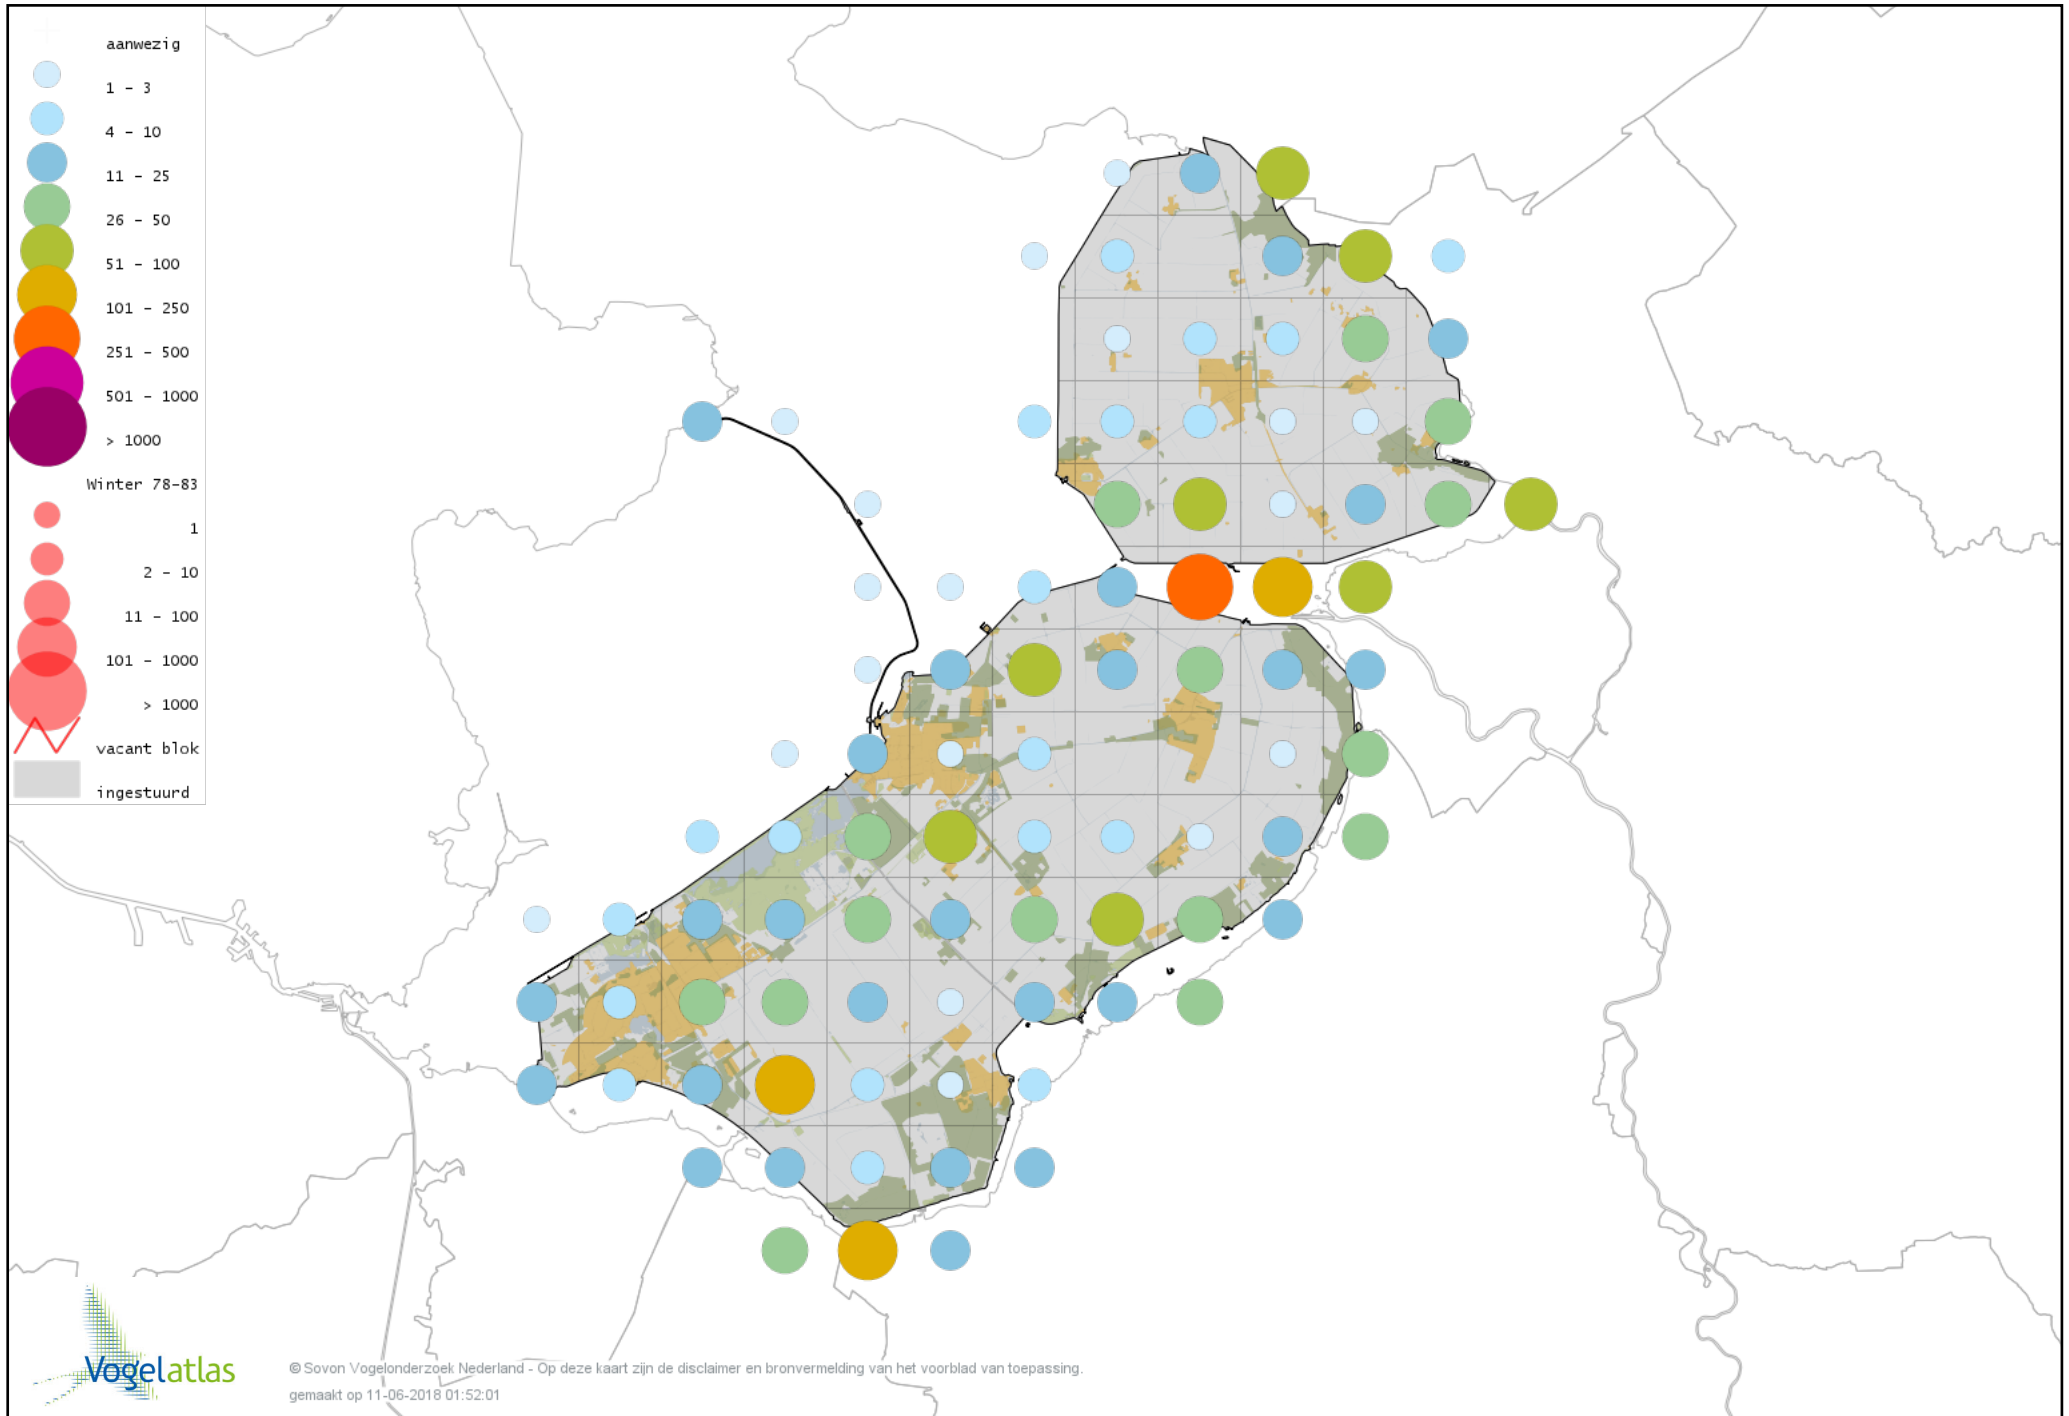 aanwezig
1 - 3
4 - 10
11 - 25
26 - 50
51 - 100
101 - 250
251 - 500
501 - 1000
> 1000
Winter 78-83
1
2 - 10
11 - 100
101 - 1000
> 1000
vacant blok
ingestuurd
Vogelatlas
© Sovon Vogelonderzoek Nederland - Op deze kaart zijn de disclaimer en bronvermelding van het voorblad van toepassing.
gemaakt op 11-06-2018 01:52:01